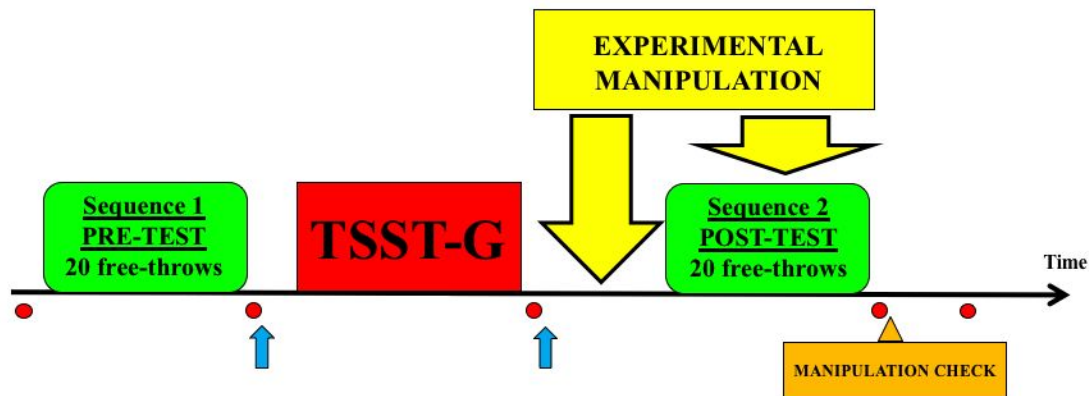 EXPERIMENTAL
MANIPULATION
Sequence 1
PRE-TEST
20 free-throws
TSST-G
Sequence 2
POST-TEST
20 free-throws
Time
MANIPULATION CHECK